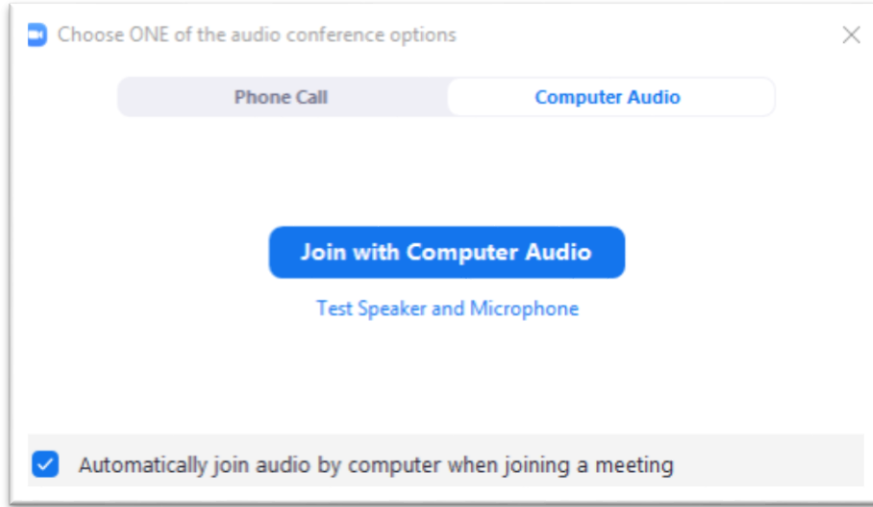 Choose ONE of the audio conference options
Phone Call
Computer Audio
Join with Computer Audio
Test Speaker and Microphone
Automatically join audio by computer when joining a meeting